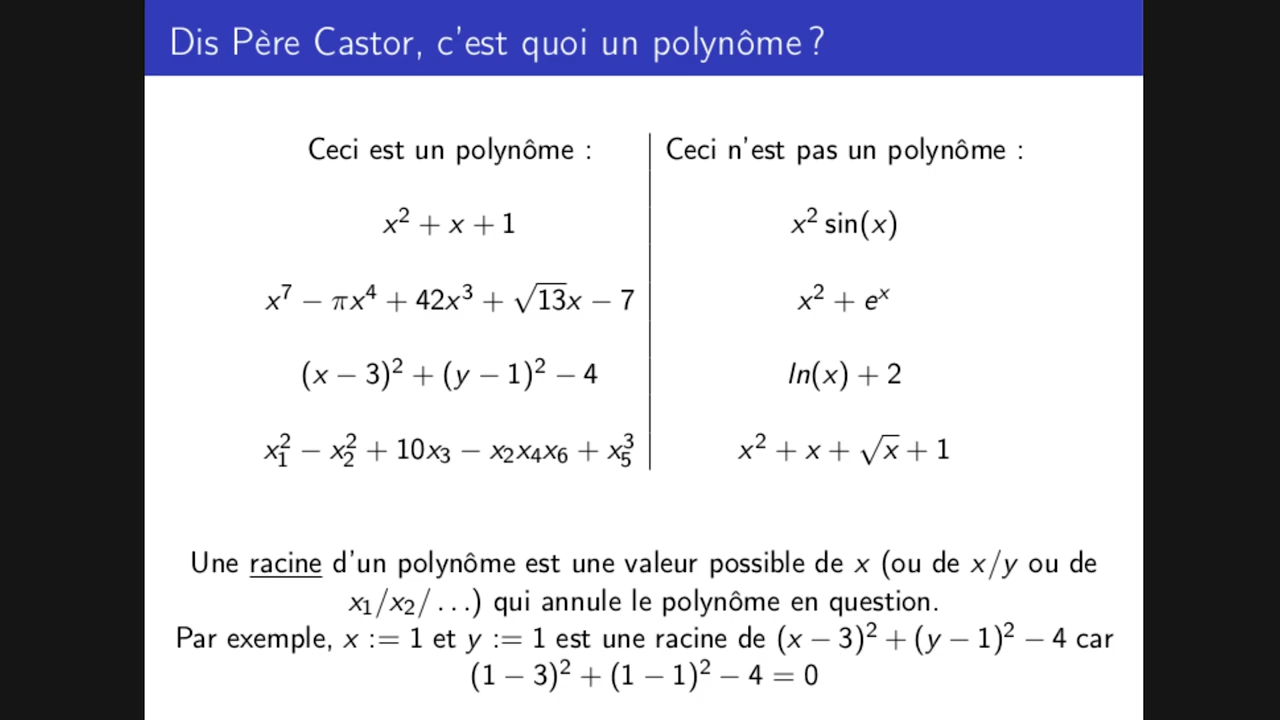 Dis Père Castor, c'est quoi un polynôme ?
Ceci est un polynôme :
x² + x + 1
x⁷ − πx⁴ + 42x³ + √13x − 7
(x − 3)² + (y − 1)² − 4
x₁² − x₂² + 10x₃ − x₂x₄x₆ + x₅³
Ceci n'est pas un polynôme :
x² sin(x)
x² + eˣ
ln(x) + 2
x² + x + √x + 1
Une racine d'un polynôme est une valeur possible de x (ou de x/y ou de
x₁/x₂/ . . .) qui annule le polynôme en question.
Par exemple, x := 1 et y := 1 est une racine de (x − 3)² + (y − 1)² − 4 car
(1 − 3)² + (1 − 1)² − 4 = 0